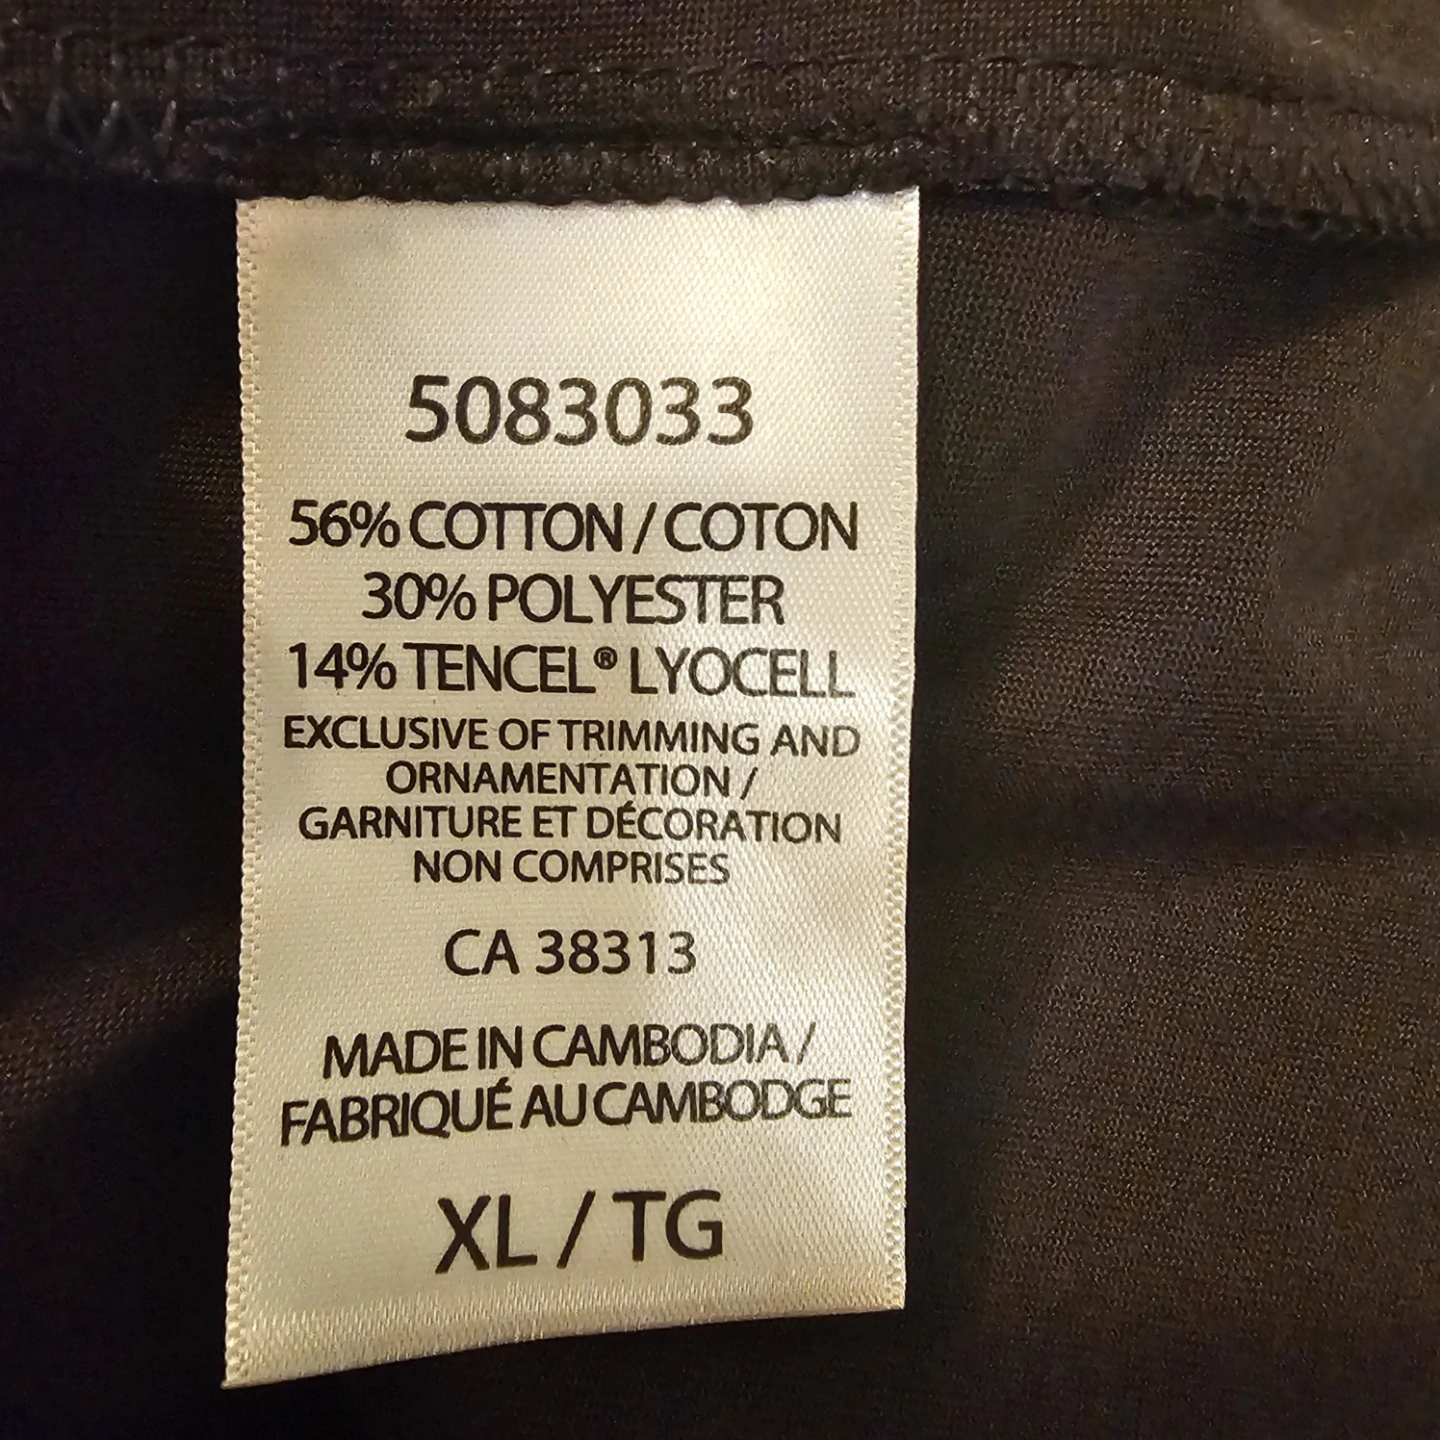 5083033
56% COTTON / COTON
30% POLYESTER
14% TENCEL® LYOCELL
EXCLUSIVE OF TRIMMING AND
ORNAMENTATION /
GARNITURE ET DÉCORATION
NON COMPRISES
CA 38313
MADE IN CAMBODIA /
FABRIQUÉ AU CAMBODGE
XL / TG